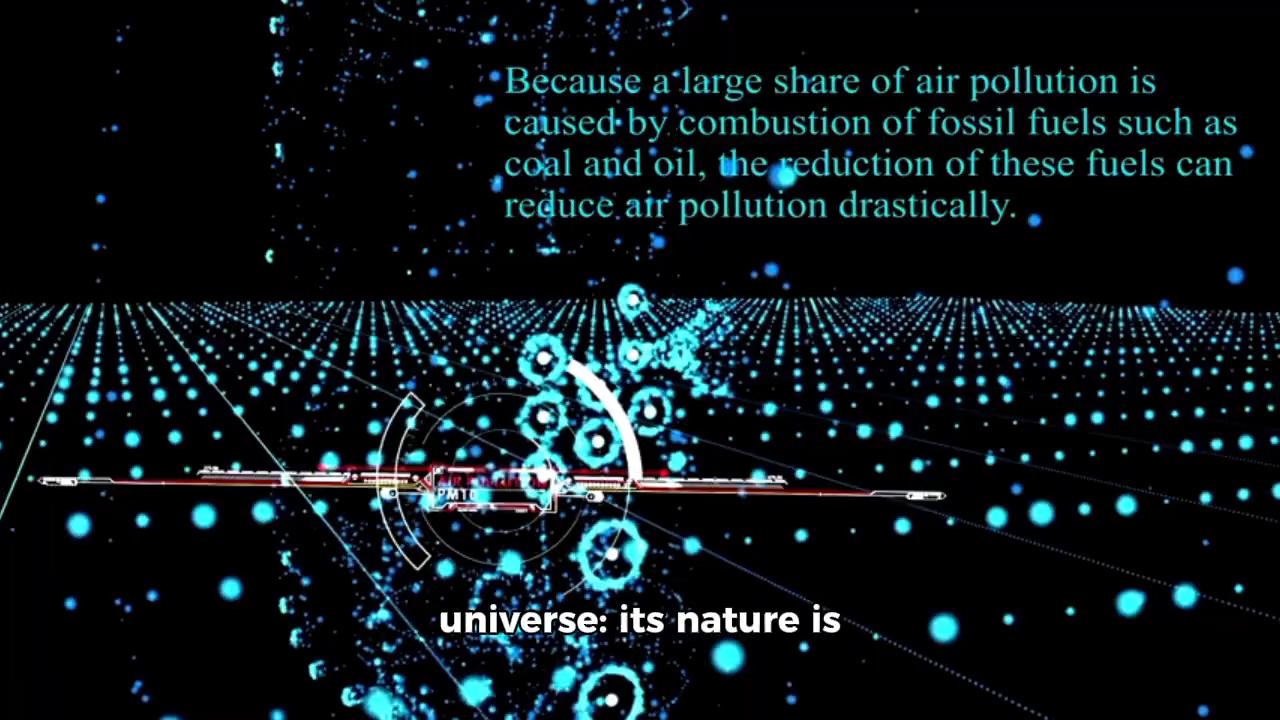 Because a large share of air pollution is
caused by combustion of fossil fuels such as
coal and oil, the reduction of these fuels can
reduce air pollution drastically.
PM10
universe: its nature is